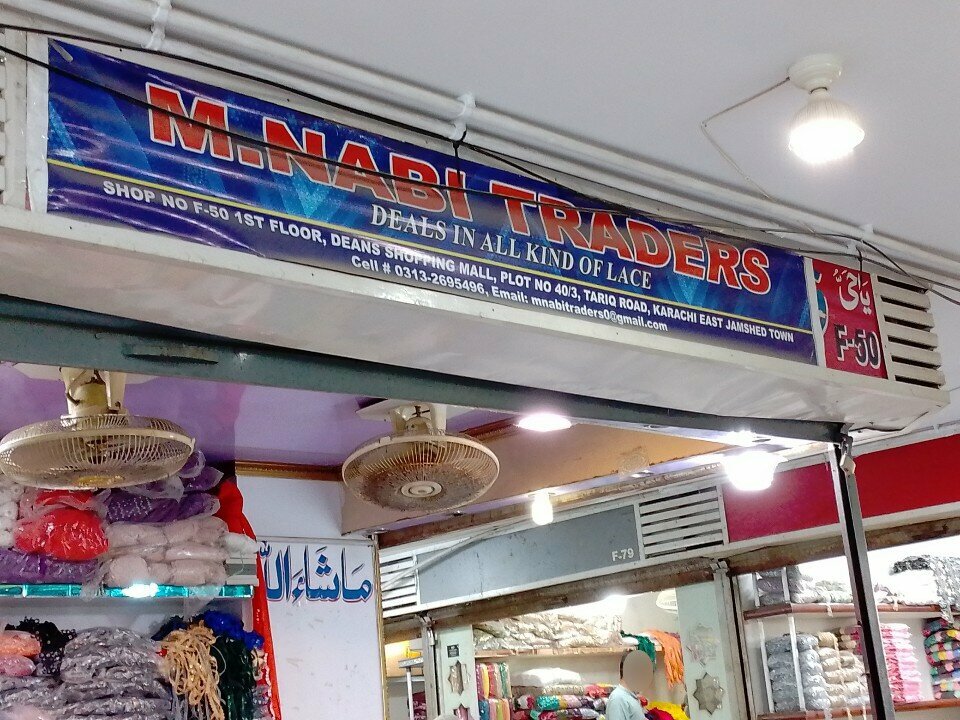 M.NABI TRADERS
DEALS IN ALL KIND OF LACE
SHOP NO F-50 1ST FLOOR, DEANS SHOPPING MALL, PLOT NO 40/3, TARIQ ROAD, KARACHI EAST JAMSHED TOWN
Cell # 0313-2695496, Email: mnabitraders0@gmail.com
یاحیُّ
F-50
F-79
ماشاءاللہ